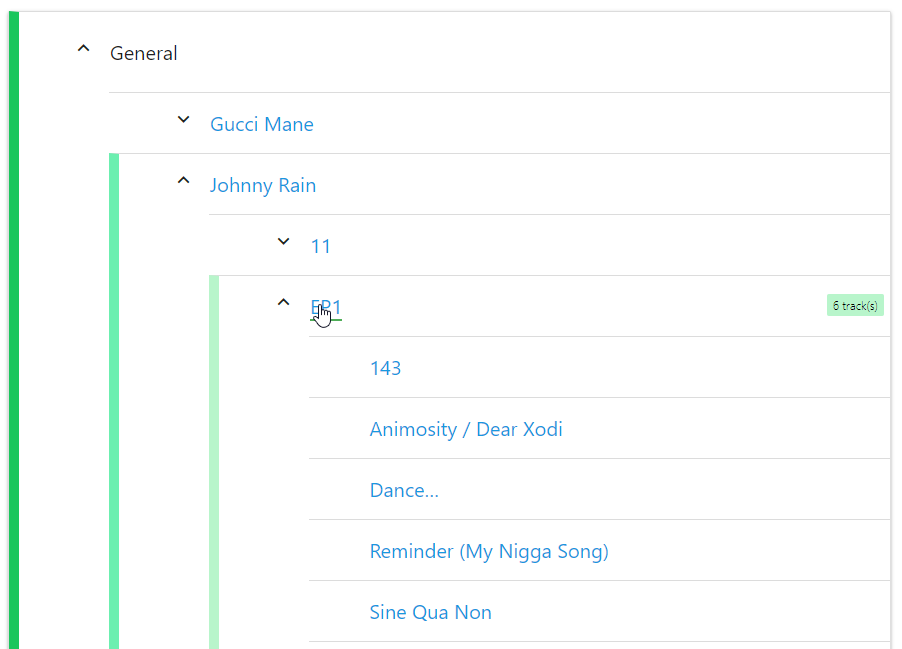 General
Gucci Mane
Johnny Rain
11
EP1 6 track(s)
143
Animosity / Dear Xodi
Dance...
Reminder (My Nigga Song)
Sine Qua Non